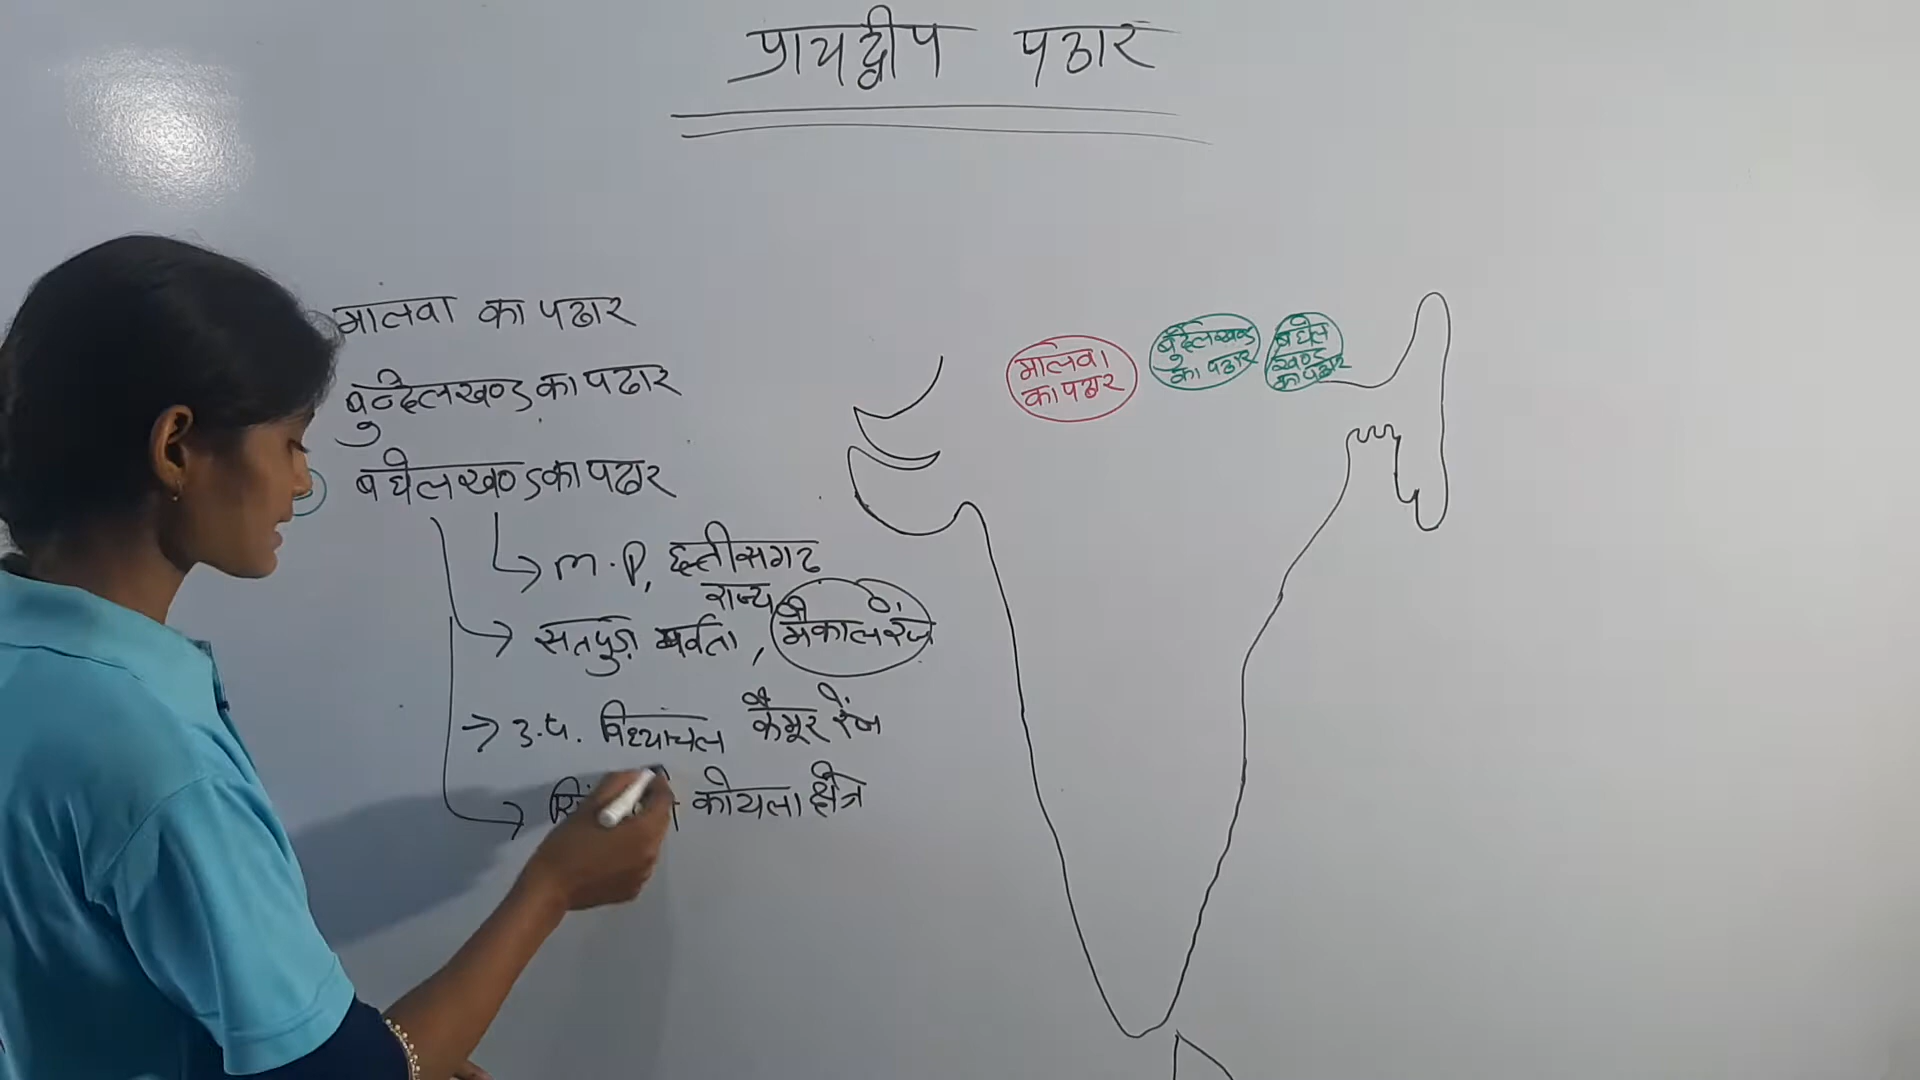 प्रायद्वीप पठार
मालवा का पठार
बुन्देलखण्ड का पठार
बघेलखण्ड का पठार
M.P, छत्तीसगढ
राज्य
सतपुड़ा पर्वत, की मैकाल रेंज
उ.प. विंध्यांचल की कैमूर रेंज
कोयला क्षेत्र
मालवा
का पठार
बुंदेलखण्ड
का पठार
बघेल
खण्ड
का पठार